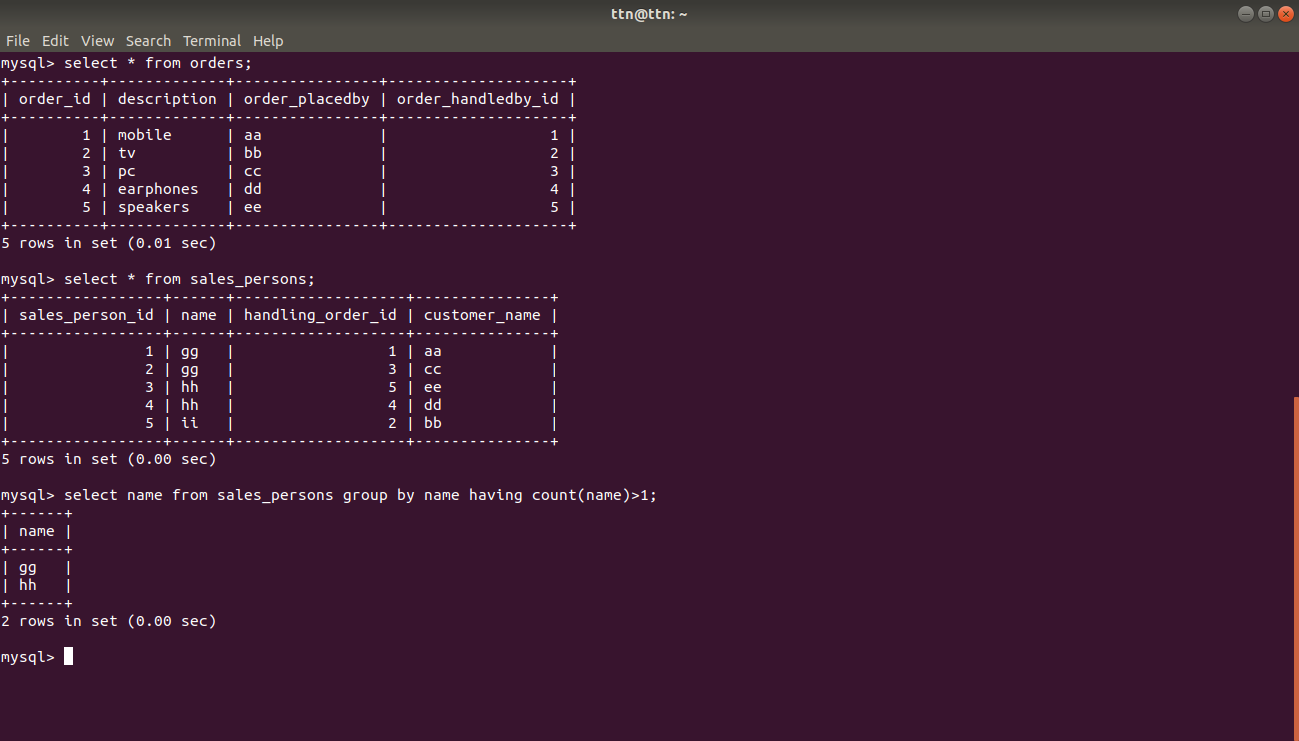 ttn@ttn: ~
File Edit View Search Terminal Help
mysql> select * from orders;
+----------+-------------+----------------+--------------------+
| order_id | description | order_placedby | order_handledby_id |
+----------+-------------+----------------+--------------------+
|        1 | mobile      | aa             |                  1 |
|        2 | tv          | bb             |                  2 |
|        3 | pc          | cc             |                  3 |
|        4 | earphones   | dd             |                  4 |
|        5 | speakers    | ee             |                  5 |
+----------+-------------+----------------+--------------------+
5 rows in set (0.01 sec)

mysql> select * from sales_persons;
+-----------------+------+-------------------+---------------+
| sales_person_id | name | handling_order_id | customer_name |
+-----------------+------+-------------------+---------------+
|               1 | gg   |                 1 | aa            |
|               2 | gg   |                 3 | cc            |
|               3 | hh   |                 5 | ee            |
|               4 | hh   |                 4 | dd            |
|               5 | ii   |                 2 | bb            |
+-----------------+------+-------------------+---------------+
5 rows in set (0.00 sec)

mysql> select name from sales_persons group by name having count(name)>1;
+------+
| name |
+------+
| gg   |
| hh   |
+------+
2 rows in set (0.00 sec)

mysql>